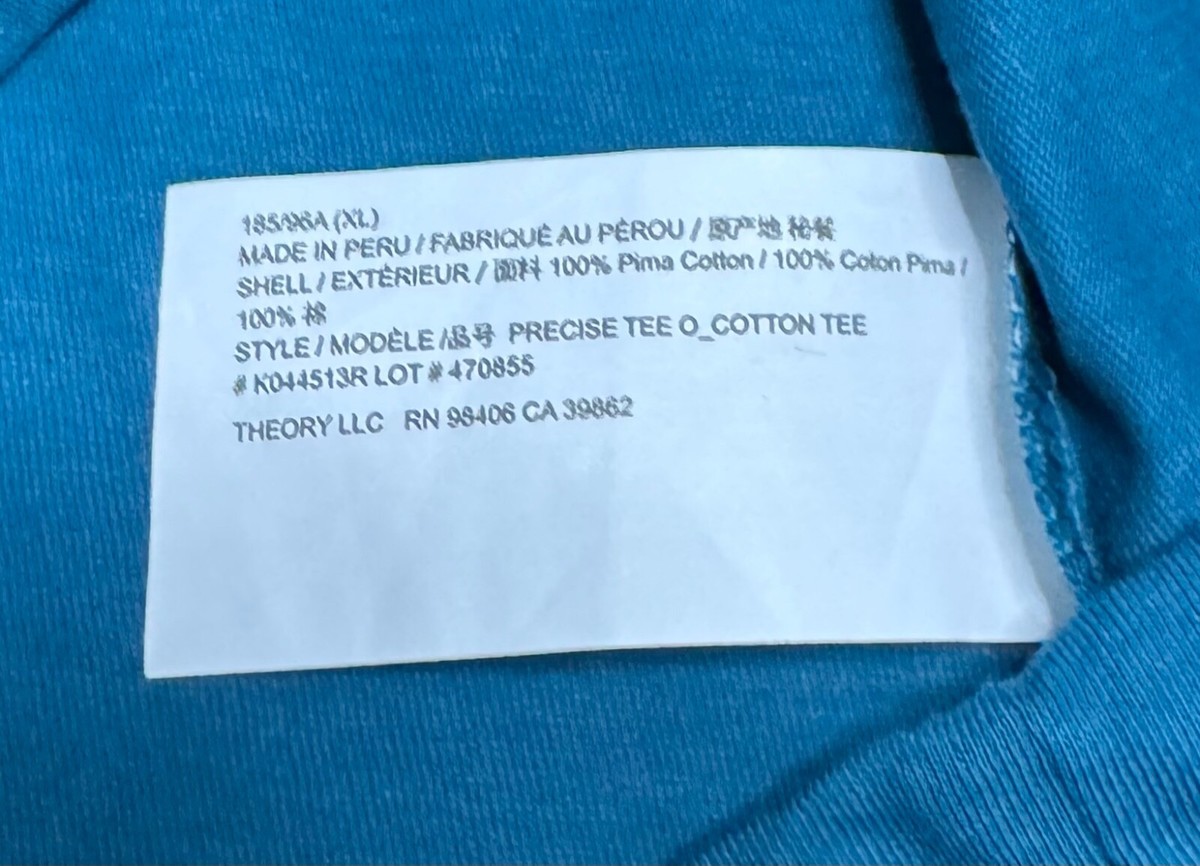 185/96A (XL)
MADE IN PERU / FABRIQUÉ AU PÉROU / 原产地
SHELL / EXTÉRIEUR / 面料 100% Pima Cotton / 100% Coton Pima /
100% 棉
STYLE / MODÈLE /品号 PRECISE TEE O_COTTON TEE
# K044513R LOT # 470855
THEORY LLC RN 98406 CA 39862